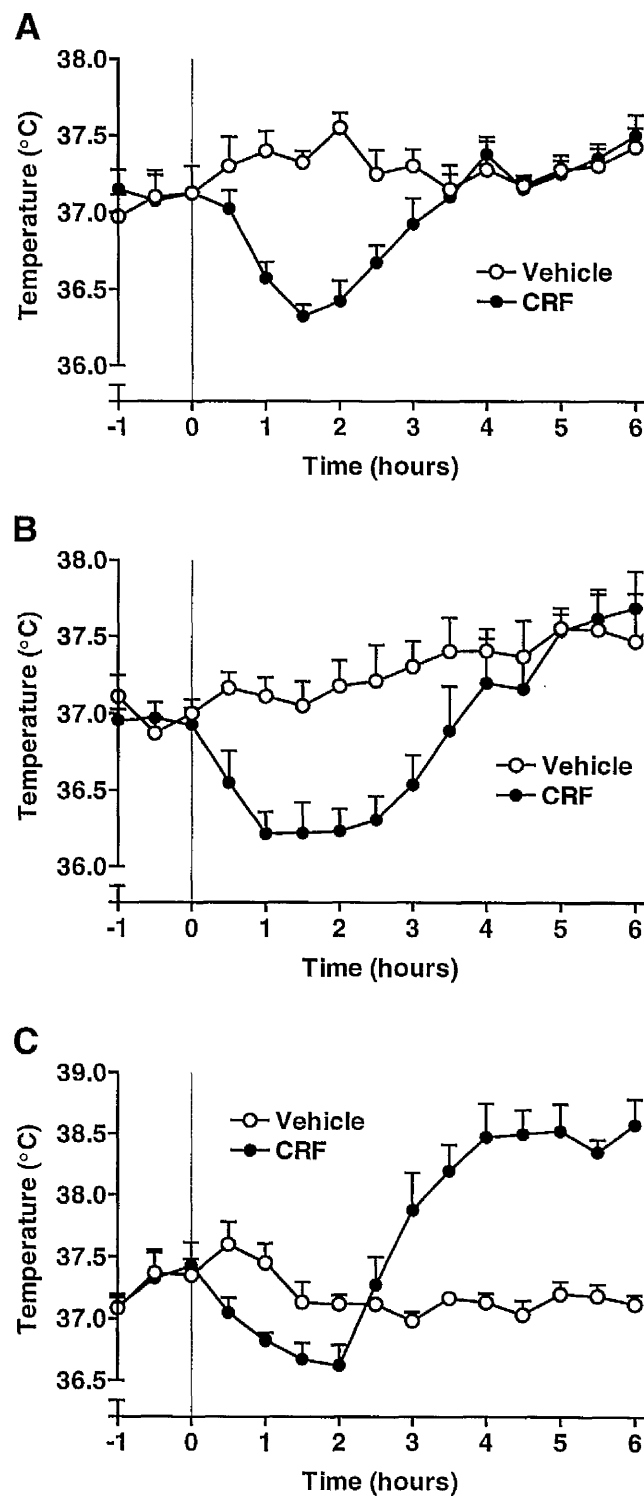 A
Temperature (°C)
38.0
37.5
37.0
36.5
36.0
Vehicle
CRF
-1 0 1 2 3 4 5 6
Time (hours)
B
Temperature (°C)
38.0
37.5
37.0
36.5
36.0
Vehicle
CRF
-1 0 1 2 3 4 5 6
Time (hours)
C
Temperature (°C)
39.0
38.5
38.0
37.5
37.0
36.5
Vehicle
CRF
-1 0 1 2 3 4 5 6
Time (hours)